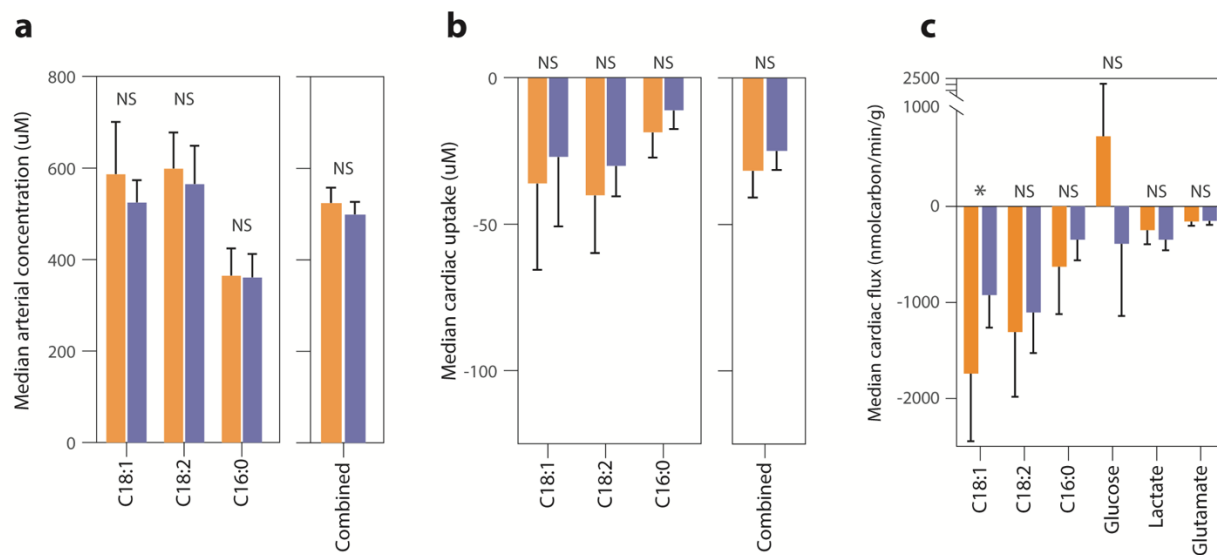 a
Median arterial concentration (uM)
800
600
400
200
0
NS
NS
NS
NS
C18:1
C18:2
C16:0
Combined
b
Median cardiac uptake (uM)
0
-50
-100
NS
NS
NS
NS
C18:1
C18:2
C16:0
Combined
c
Median cardiac flux (nmolcarbon/min/g)
2500
1000
0
-1000
-2000
NS
*
NS
NS
NS
NS
C18:1
C18:2
C16:0
Glucose
Lactate
Glutamate